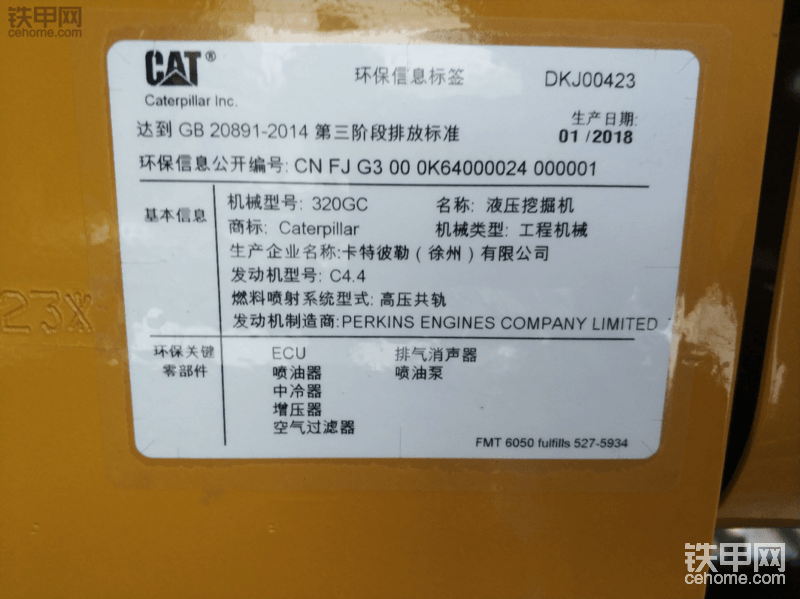 铁甲网
cehome.com
CAT®
环保信息标签
DKJ00423
Caterpillar Inc.
生产日期:
达到 GB 20891-2014 第三阶段排放标准
01 /2018
环保信息公开编号: CN FJ G3 00 0K64000024 000001
基本信息
机械型号: 320GC 名称: 液压挖掘机
商标: Caterpillar 机械类型: 工程机械
生产企业名称:卡特彼勒（徐州）有限公司
发动机型号: C4.4
燃料喷射系统型式: 高压共轨
发动机制造商:PERKINS ENGINES COMPANY LIMITED
环保关键
零部件
ECU 排气消声器
喷油器 喷油泵
中冷器
增压器
空气过滤器
FMT 6050 fulfills 527-5934
23X
铁甲网
cehome.com